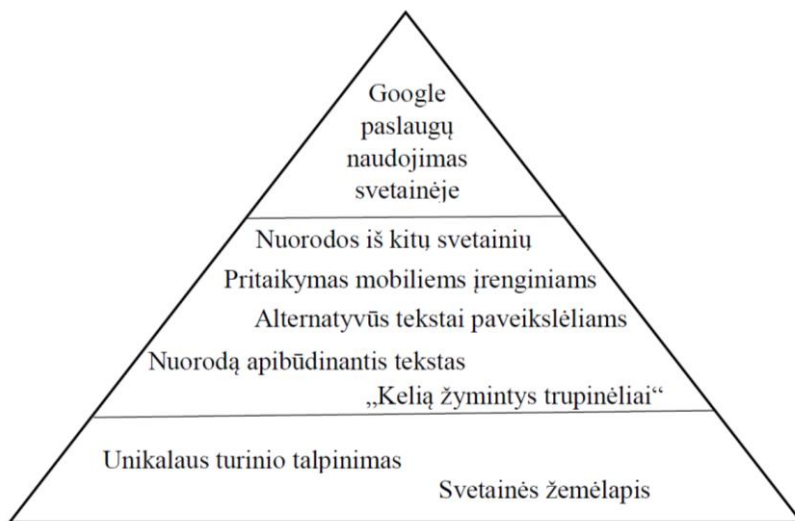 Google
paslaugų
naudojimas
svetainėje
Nuorodos iš kitų svetainių
Pritaikymas mobiliems įrenginiams
Alternatyvūs tekstai paveikslėliams
Nuorodą apibūdinantis tekstas
„Kelią žymintys trupinėliai“
Unikalaus turinio talpinimas
Svetainės žemėlapis